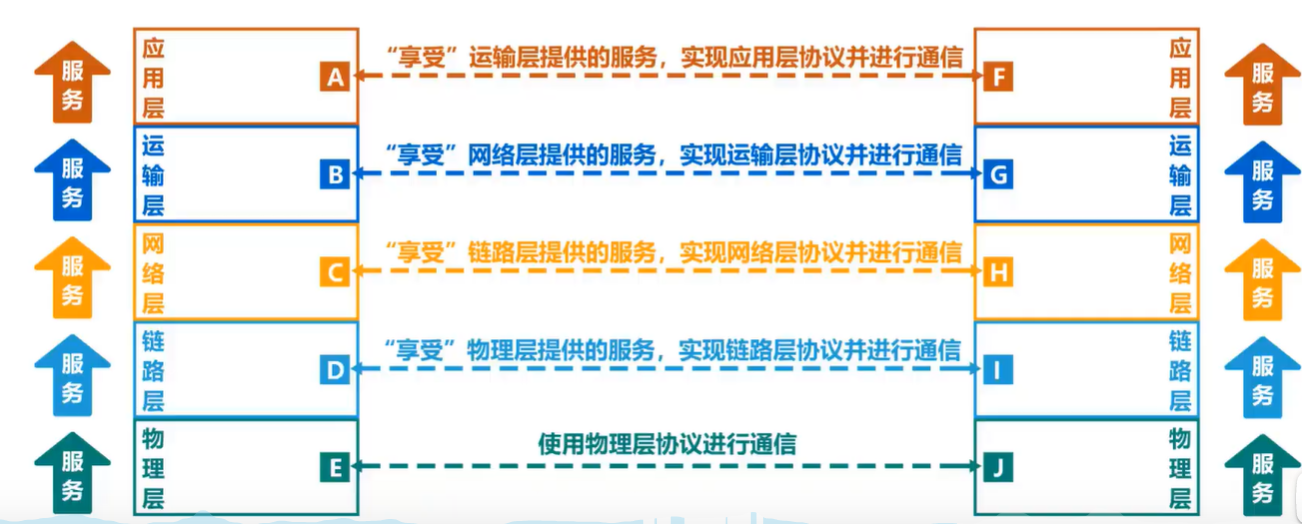 服务
应用层
A
“享受”运输层提供的服务，实现应用层协议并进行通信
F
应用层
服务
服务
运输层
B
“享受”网络层提供的服务，实现运输层协议并进行通信
G
运输层
服务
服务
网络层
C
“享受”链路层提供的服务，实现网络层协议并进行通信
H
网络层
服务
服务
链路层
D
“享受”物理层提供的服务，实现链路层协议并进行通信
I
链路层
服务
服务
物理层
E
使用物理层协议进行通信
J
物理层
服务